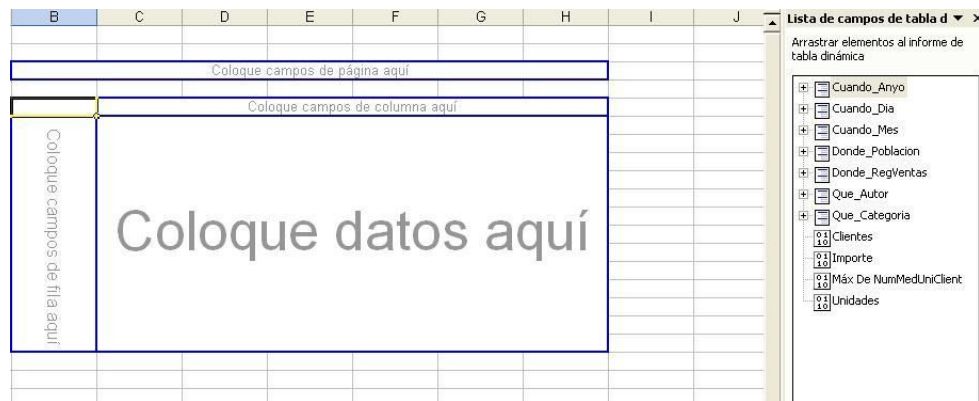 B C D E F G H I J
Lista de campos de tabla d
Arrastrar elementos al informe de
tabla dinámica
Coloque campos de página aquí
Coloque campos de columna aquí
Coloque campos de fila aquí
Coloque datos aquí
Cuando_Anyo
Cuando_Dia
Cuando_Mes
Donde_Poblacion
Donde_RegVentas
Que_Autor
Que_Categoria
Clientes
Importe
Máx De NumMedUniClient
Unidades